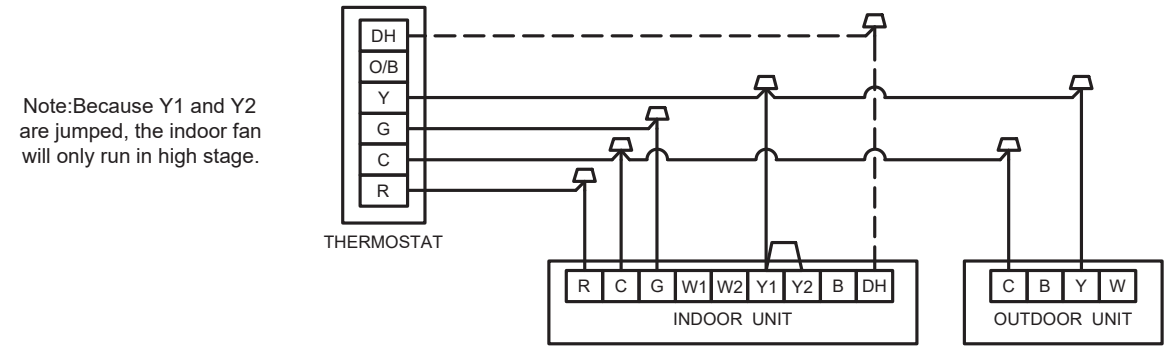 Note:Because Y1 and Y2
are jumped, the indoor fan
will only run in high stage.
DH
O/B
Y
G
C
R
THERMOSTAT
R C G W1 W2 Y1 Y2 B DH
INDOOR UNIT
C B Y W
OUTDOOR UNIT